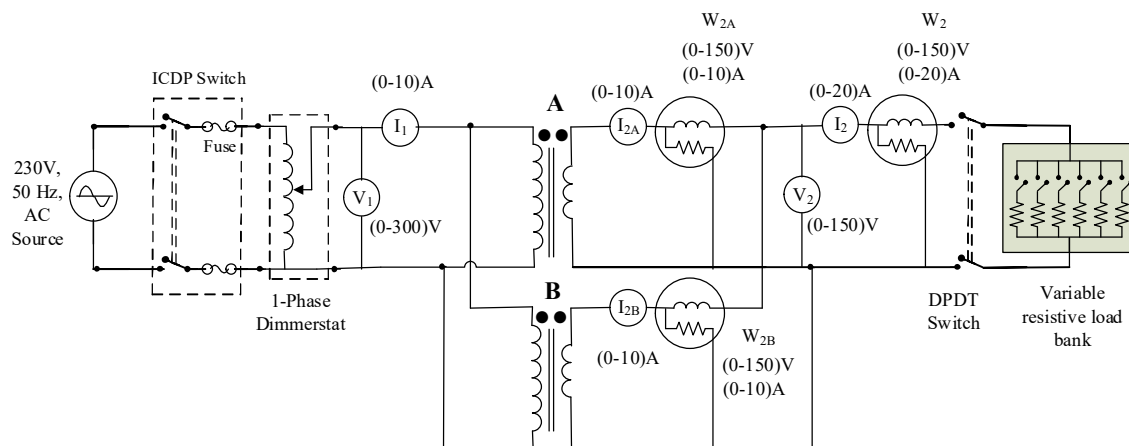 W2A
(0-150)V
(0-10)A
W2
(0-150)V
(0-20)A
ICDP Switch
(0-10)A
A
(0-10)A
(0-20)A
I1
I2A
I2
Fuse
230V,
50 Hz,
AC
Source
V1
(0-300)V
V2
(0-150)V
1-Phase
Dimmerstat
B
I2B
(0-10)A
W2B
(0-150)V
(0-10)A
DPDT
Switch
Variable
resistive load
bank